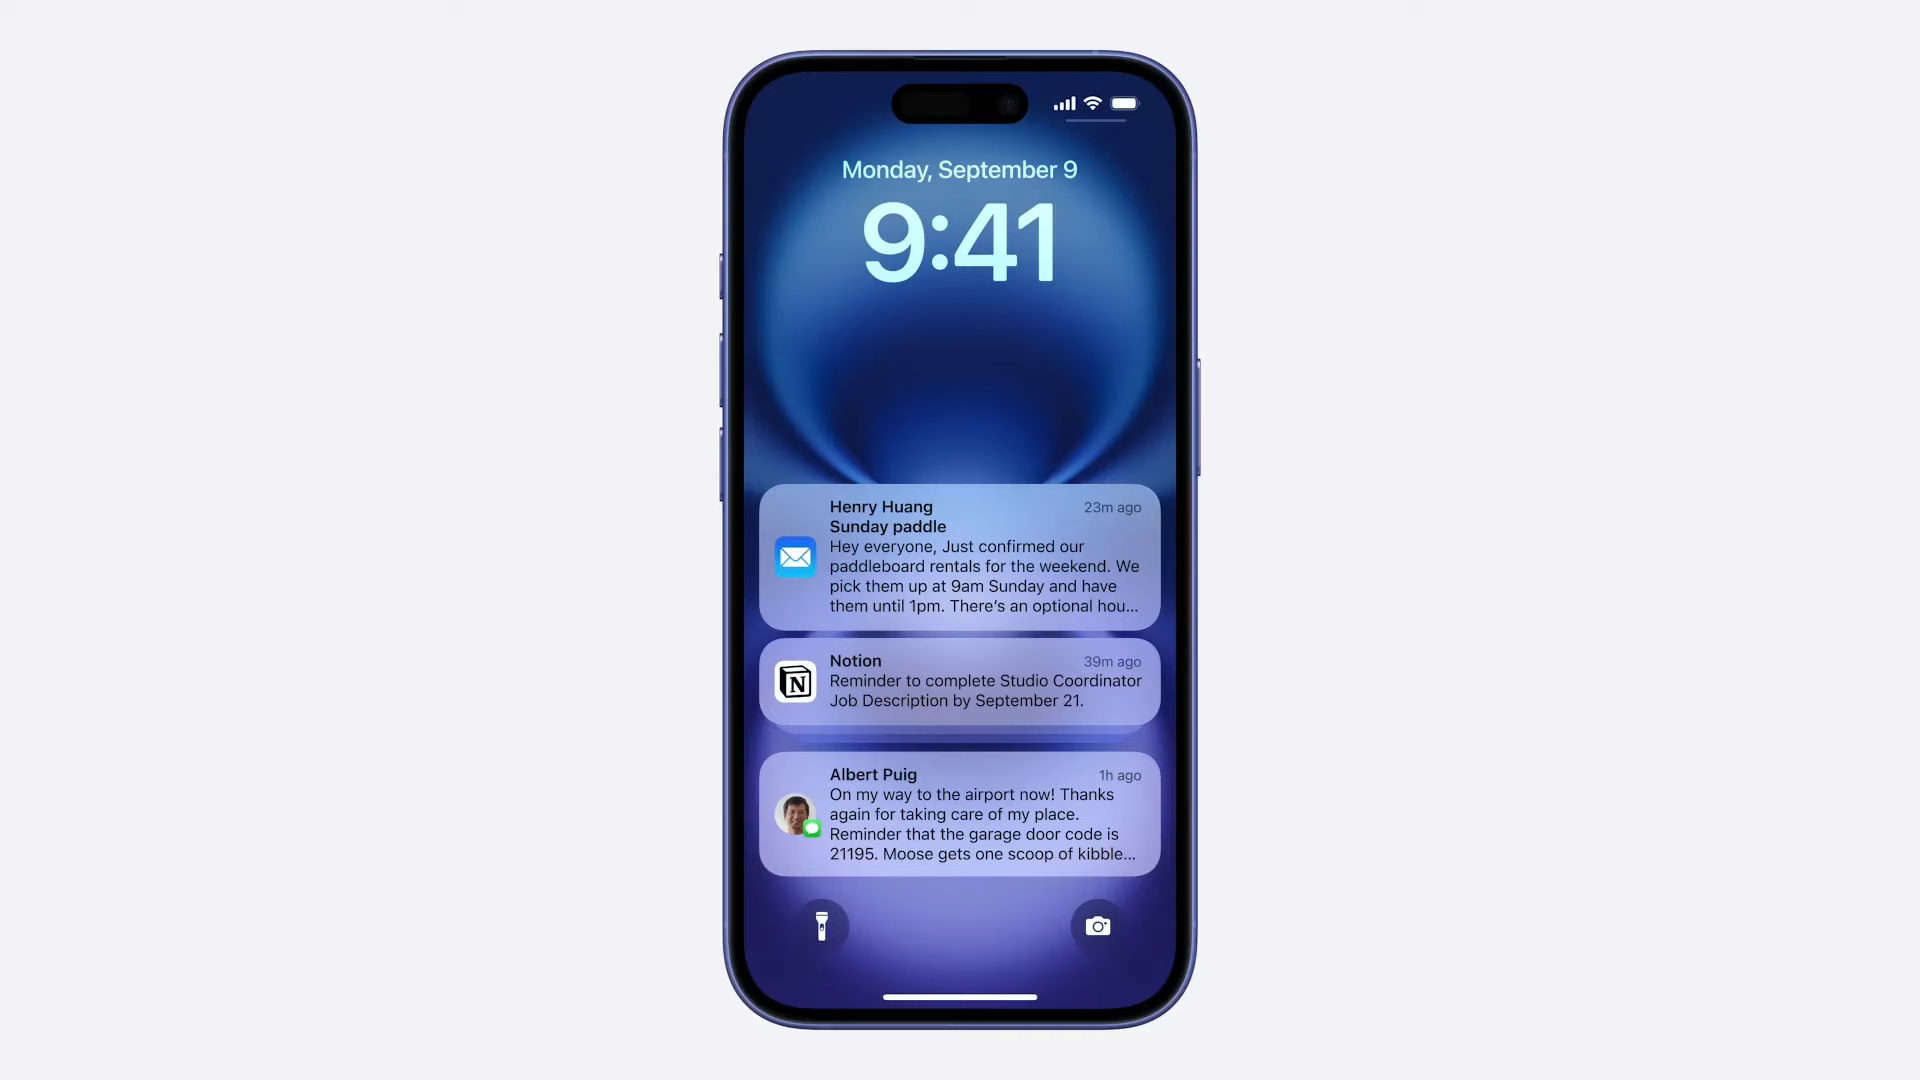 Monday, September 9
9:41
Henry Huang 23m ago
Sunday paddle
Hey everyone, Just confirmed our
paddleboard rentals for the weekend. We
pick them up at 9am Sunday and have
them until 1pm. There’s an optional hou...
N
Notion 39m ago
Reminder to complete Studio Coordinator
Job Description by September 21.
Albert Puig 1h ago
On my way to the airport now! Thanks
again for taking care of my place.
Reminder that the garage door code is
21195. Moose gets one scoop of kibble...